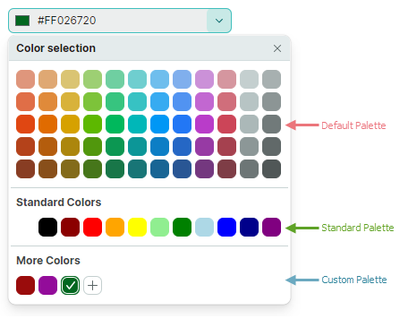 #FF026720
Color selection
Default Palette
Standard Colors
Standard Palette
More Colors
Custom Palette